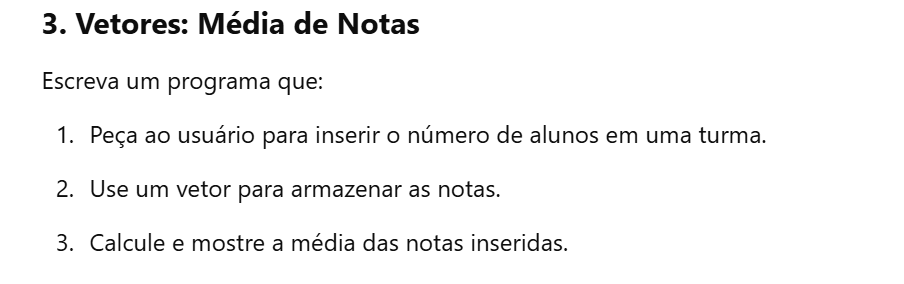 3. Vetores: Média de Notas
Escreva um programa que:
1. Peça ao usuário para inserir o número de alunos em uma turma.
2. Use um vetor para armazenar as notas.
3. Calcule e mostre a média das notas inseridas.